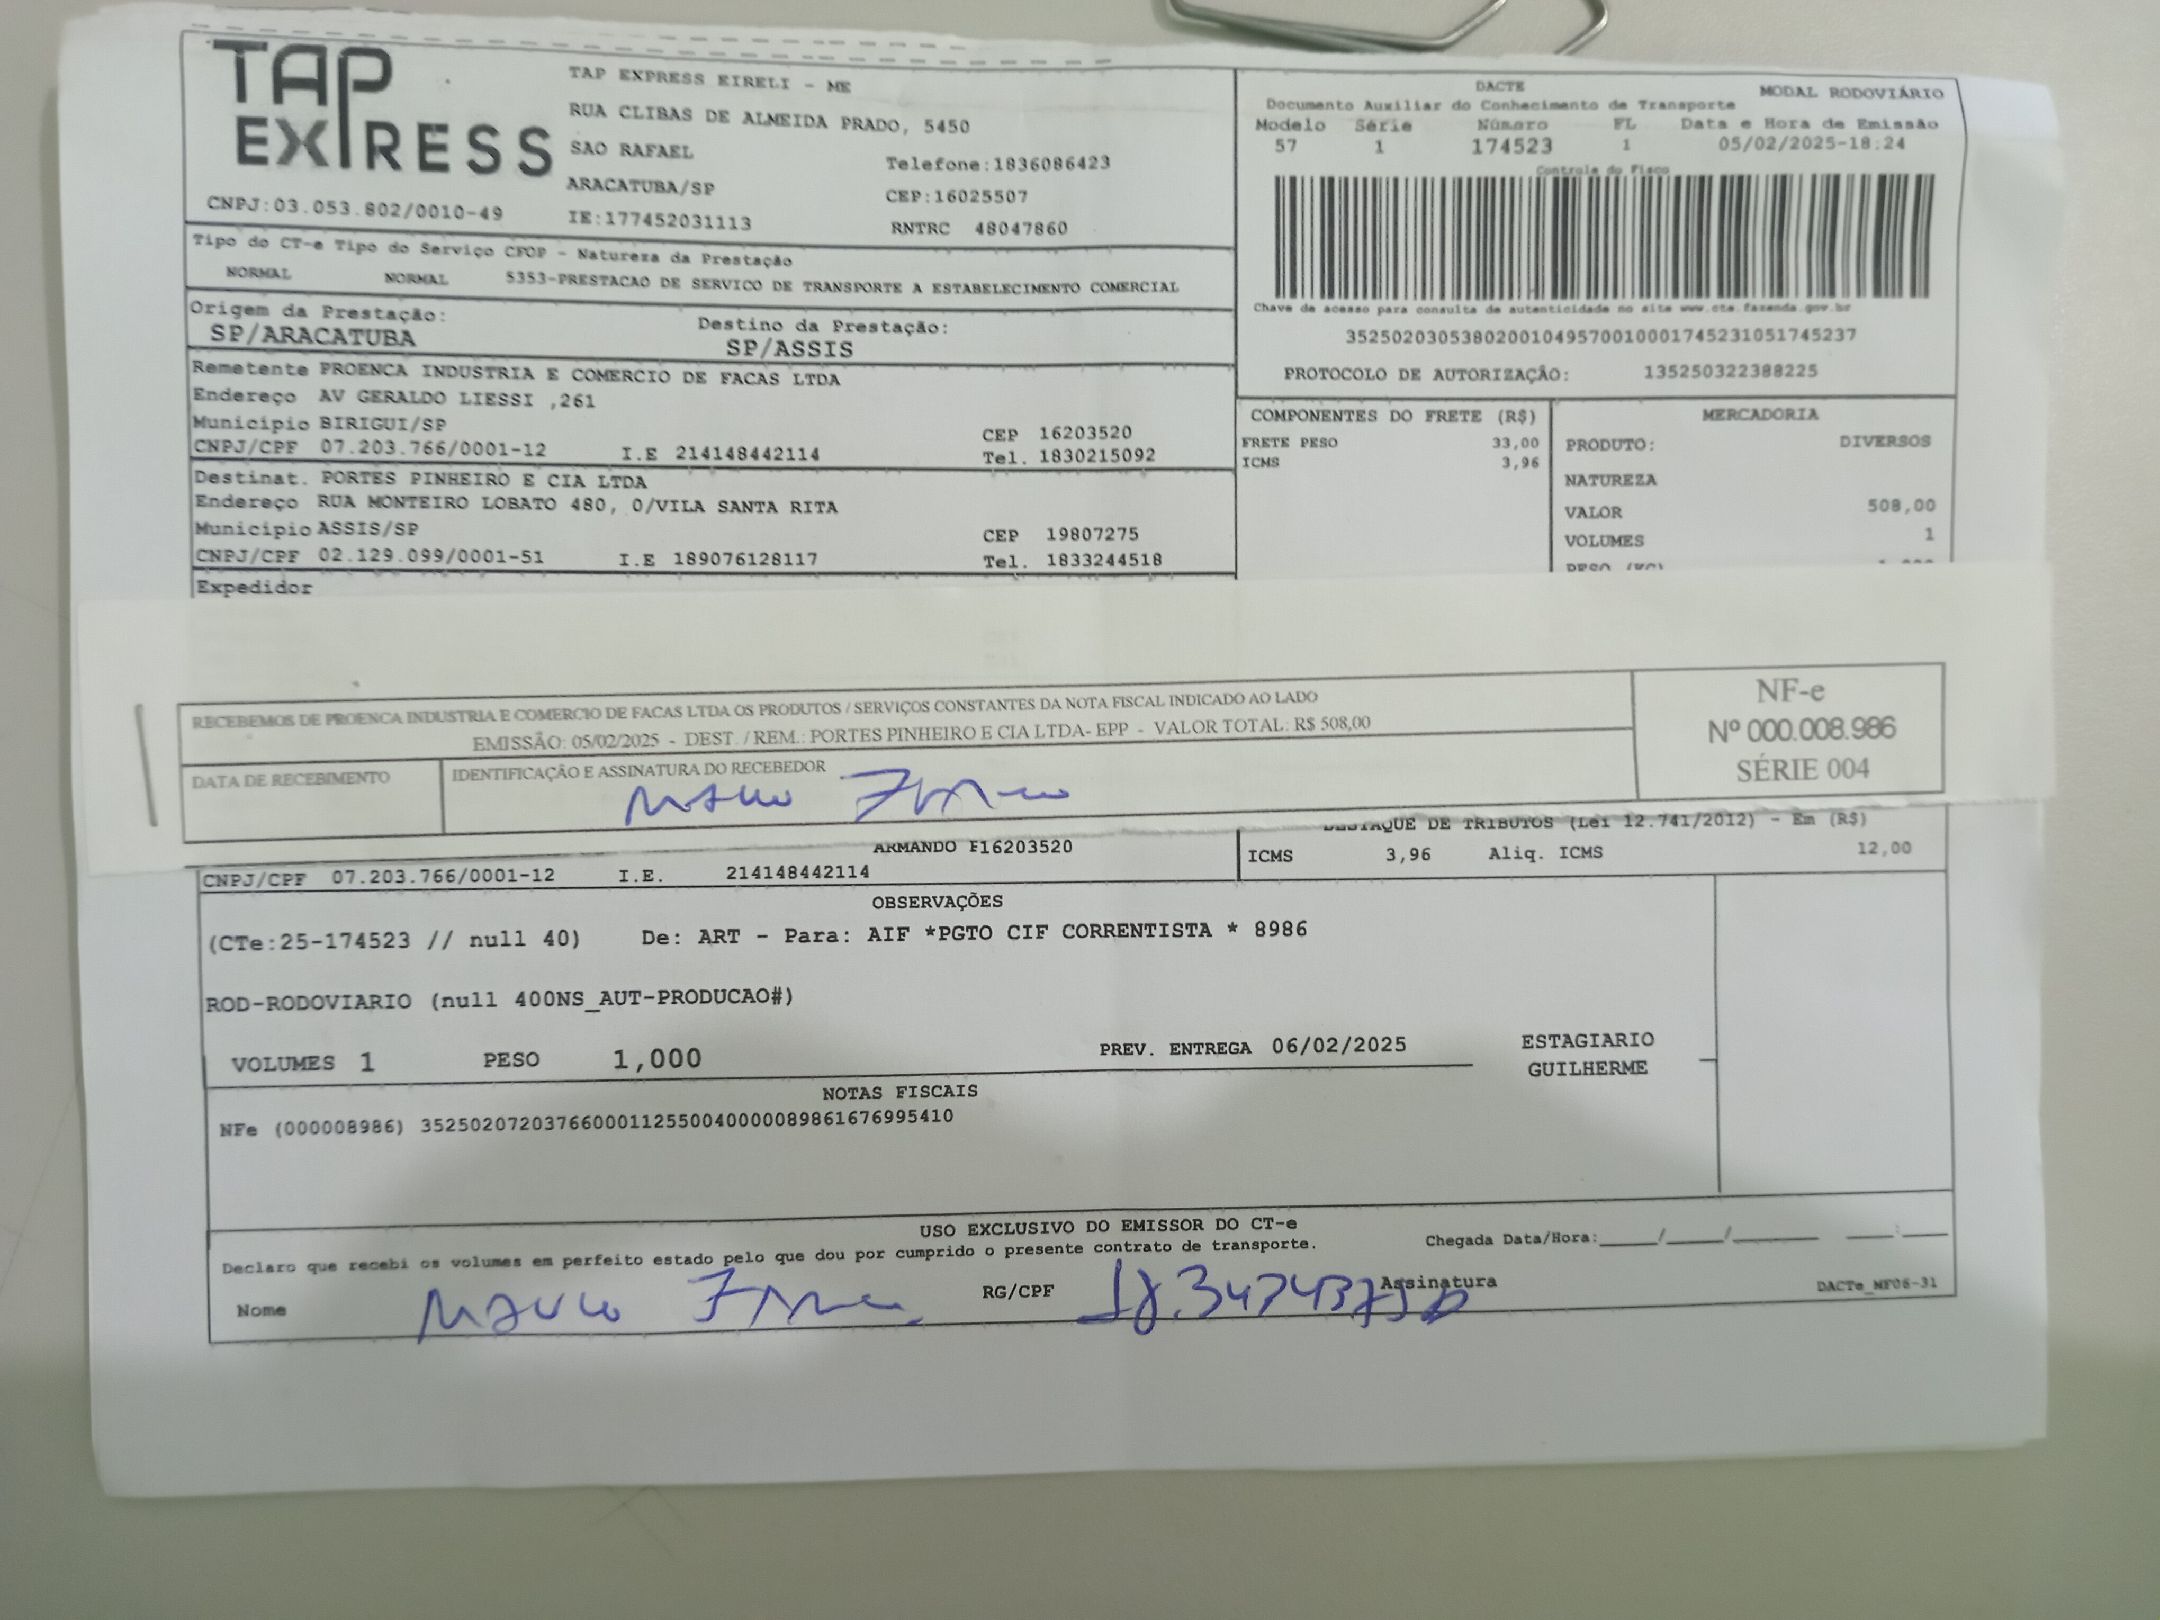 TAP
EXPRESS
TAP EXPRESS EIRELI - ME
RUA CLIBAS DE ALMEIDA PRADO, 5450
SAO RAFAEL
Telefone:1836086423
ARACATUBA/SP
CEP:16025507
CNPJ:03.053.802/0010-49
IE:177452031113
RNTRC 48047860
DACTE
MODAL RODOVIÁRIO
Documento Auxiliar do Conhecimento de Transporte
Modelo Série Número FL Data e Hora de Emissão
57 1 174523 1 05/02/2025-18:24
Controle do Fisco
Chave de acesso para consulta de autenticidade no site www.cte.fazenda.gov.br
35250203053802001049570010001745231051745237
PROTOCOLO DE AUTORIZAÇÃO: 135250322388225
Tipo do CT-e Tipo do Serviço CFOP - Natureza da Prestação
NORMAL NORMAL 5353-PRESTACAO DE SERVICO DE TRANSPORTE A ESTABELECIMENTO COMERCIAL
Origem da Prestação: Destino da Prestação:
SP/ARACATUBA SP/ASSIS
Remetente PROENCA INDUSTRIA E COMERCIO DE FACAS LTDA
Endereço AV GERALDO LIESSI ,261
Município BIRIGUI/SP CEP 16203520
CNPJ/CPF 07.203.766/0001-12 I.E 214148442114 Tel. 1830215092
Destinat. PORTES PINHEIRO E CIA LTDA
Endereço RUA MONTEIRO LOBATO 480, 0/VILA SANTA RITA
Município ASSIS/SP CEP 19807275
CNPJ/CPF 02.129.099/0001-51 I.E 189076128117 Tel. 1833244518
Expedidor
COMPONENTES DO FRETE (R$)
FRETE PESO 33,00
ICMS 3,96
MERCADORIA
PRODUTO: DIVERSOS
NATUREZA
VALOR 508,00
VOLUMES 1
PESO (KG) 1,000
RECEBEMOS DE PROENCA INDUSTRIA E COMERCIO DE FACAS LTDA OS PRODUTOS / SERVIÇOS CONSTANTES DA NOTA FISCAL INDICADO AO LADO
EMISSÃO: 05/02/2025 - DEST. / REM.: PORTES PINHEIRO E CIA LTDA- EPP - VALOR TOTAL: R$ 508,00
DATA DE RECEBIMENTO
IDENTIFICAÇÃO E ASSINATURA DO RECEBEDOR
NF-e
Nº 000.008.986
SÉRIE 004
ARMANDO F16203520
CNPJ/CPF 07.203.766/0001-12 I.E. 214148442114
DESTAQUE DE TRIBUTOS (Lei 12.741/2012) - Em (R$)
ICMS 3,96 Aliq. ICMS 12,00
OBSERVAÇÕES
(CTe:25-174523 // null 40) De: ART - Para: AIF *PGTO CIF CORRENTISTA * 8986
ROD-RODOVIARIO (null 400NS_AUT-PRODUCAO#)
VOLUMES 1 PESO 1,000 PREV. ENTREGA 06/02/2025
ESTAGIARIO
GUILHERME
NOTAS FISCAIS
NFe (000008986) 35250207203766000112550040000089861676995410
USO EXCLUSIVO DO EMISSOR DO CT-e
Declaro que recebi os volumes em perfeito estado pelo que dou por cumprido o presente contrato de transporte.
Chegada Data/Hora:_____/_____/________ ____:____
Nome RG/CPF Assinatura
DACTe_NF06-31